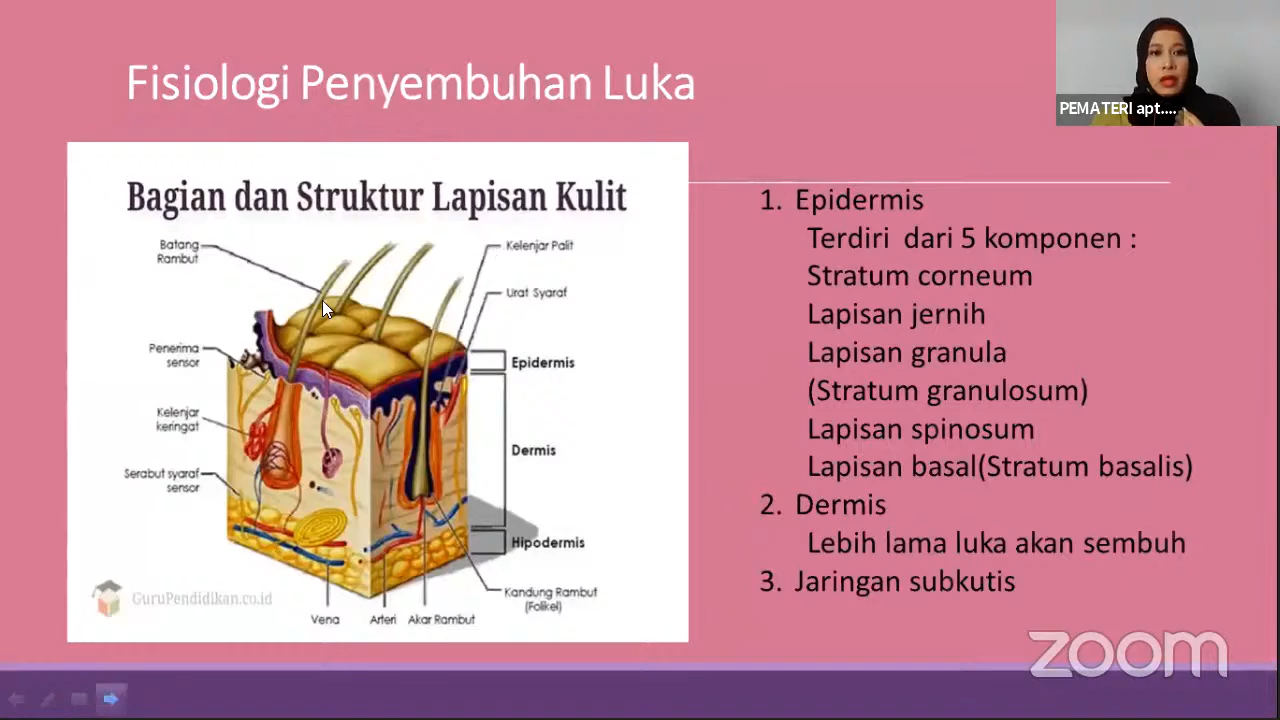 Fisiologi Penyembuhan Luka
PEMATERI apt....
Bagian dan Struktur Lapisan Kulit
Batang
Rambut
Kelenjar Palit
Urat Syaraf
Penerima
sensor
Epidermis
Kelenjar
keringat
Dermis
Serabut syaraf
sensor
Hipodermis
GuruPendidikan.co.id
Kandung Rambut
(Folikel)
Vena
Arteri
Akar Rambut
1. Epidermis
Terdiri dari 5 komponen :
Stratum corneum
Lapisan jernih
Lapisan granula
(Stratum granulosum)
Lapisan spinosum
Lapisan basal(Stratum basalis)
2. Dermis
Lebih lama luka akan sembuh
3. Jaringan subkutis
zoom